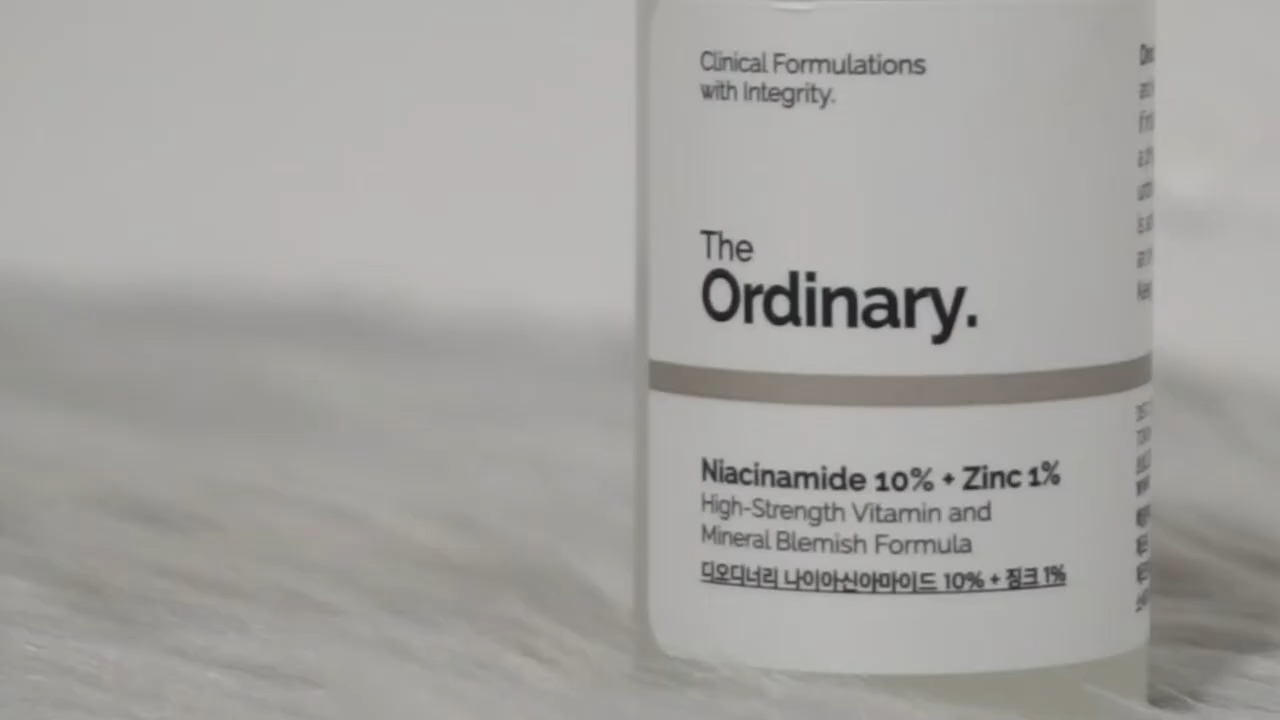 Clinical Formulations
with Integrity.
The
Ordinary.
Niacinamide 10% + Zinc 1%
High-Strength Vitamin and
Mineral Blemish Formula
디오디너리 나이아신아마이드 10% + 징크 1%